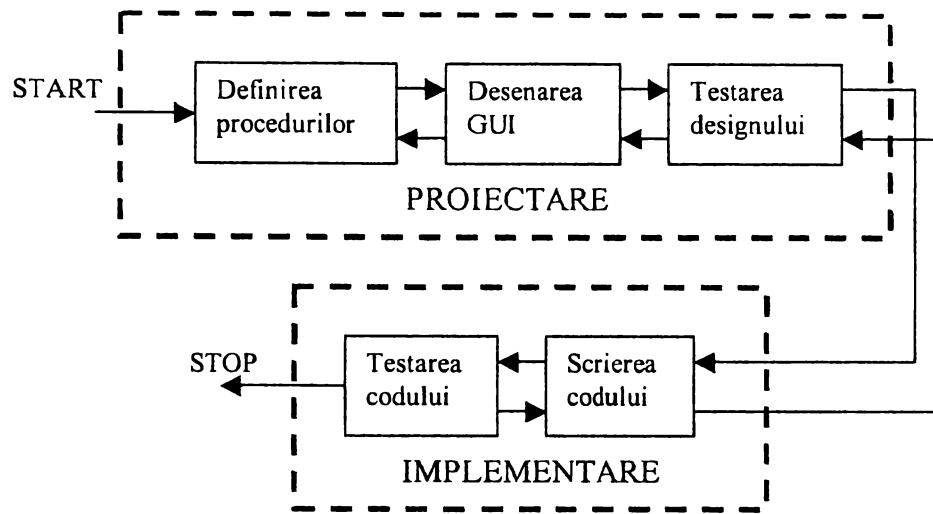 START
Definirea
procedurilor
Desenarea
GUI
Testarea
designului
PROIECTARE
STOP
Testarea
codului
Scrierea
codului
IMPLEMENTARE